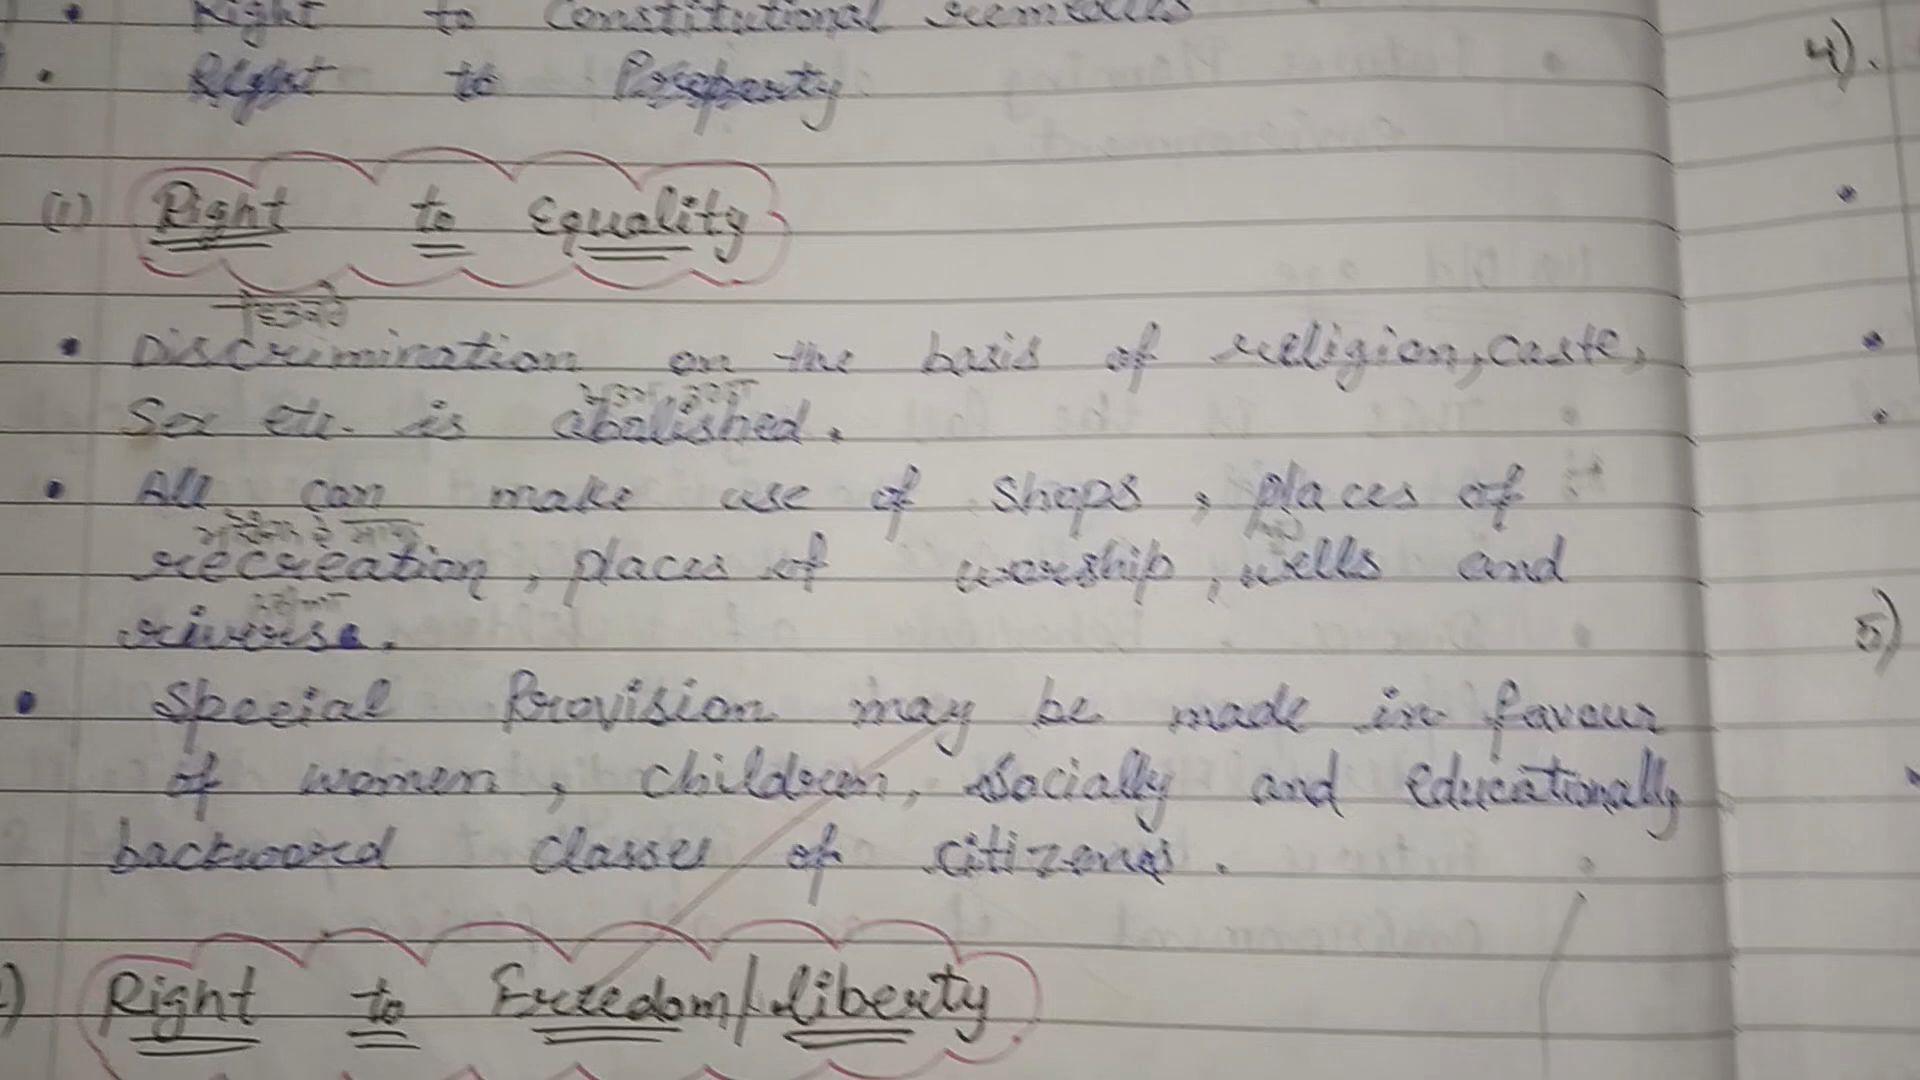 • Right to Constitutional remedies
• Right to Property
(1) Right to Equality
• Discrimination on the basis of religion, caste,
Sex etc. is abolished.
• All can make use of shops, places of
recreation, places of worship, wells and
riverse.
• Special Provision may be made in favour
of women, children, socially and educationally
backword classes of citizens.
Right to Freedom/liberty
4).
5)